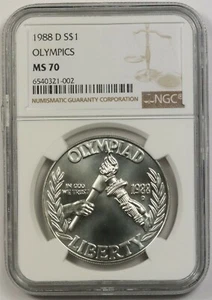 1988 D S$1
OLYMPICS
MS 70
6540321-002
NUMISMATIC GUARANTY CORPORATION
NGC
OLYMPIAD
IN GOD
WE TRUST
1988
D
LIBERTY